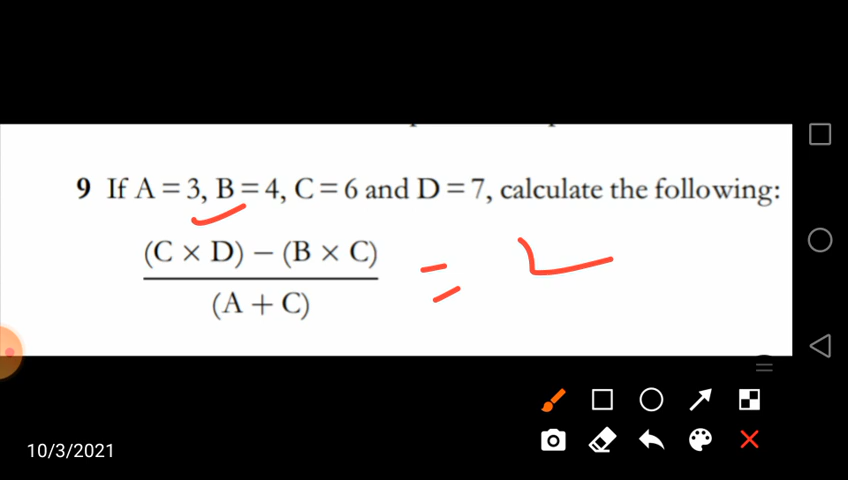 9 If A = 3, B = 4, C = 6 and D = 7, calculate the following:
(C × D) – (B × C)
(A + C)
=
10/3/2021